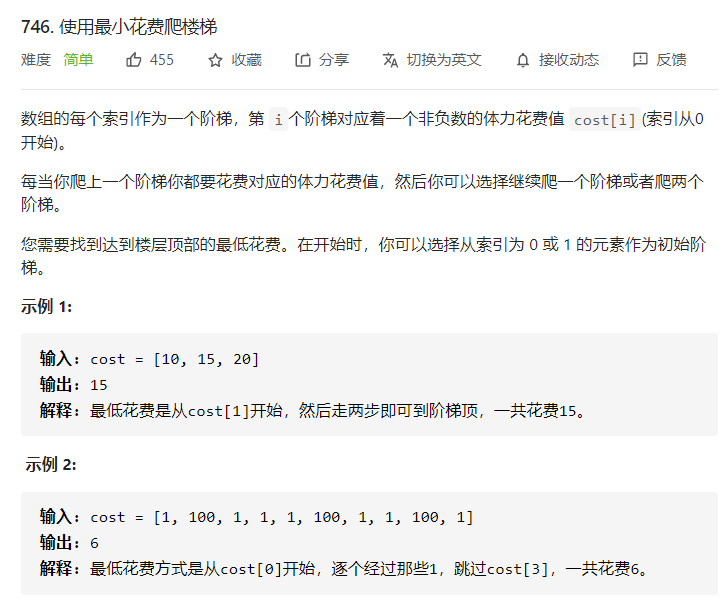 746. 使用最小花费爬楼梯
难度 简单 455 收藏 分享 切换为英文 接收动态 反馈
数组的每个索引作为一个阶梯，第 i 个阶梯对应着一个非负数的体力花费值 cost[i] (索引从0
开始)。
每当你爬上一个阶梯你都要花费对应的体力花费值，然后你可以选择继续爬一个阶梯或者爬两个
阶梯。
您需要找到达到楼层顶部的最低花费。在开始时，你可以选择从索引为 0 或 1 的元素作为初始阶
梯。
示例 1:
输入：cost = [10, 15, 20]
输出：15
解释：最低花费是从cost[1]开始，然后走两步即可到阶梯顶，一共花费15。
示例 2:
输入：cost = [1, 100, 1, 1, 1, 100, 1, 1, 100, 1]
输出：6
解释：最低花费方式是从cost[0]开始，逐个经过那些1，跳过cost[3]，一共花费6。